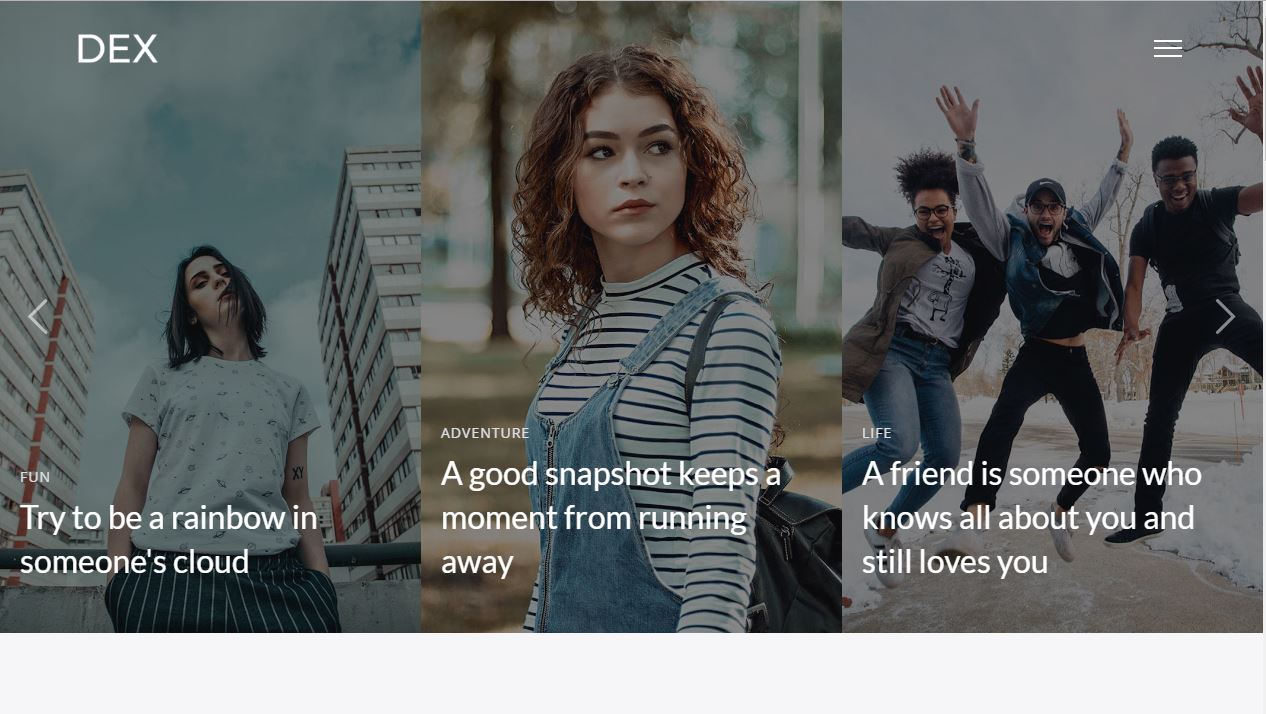 DEX
FUN
Try to be a rainbow in
someone's cloud
XY
ADVENTURE
A good snapshot keeps a
moment from running
away
LIFE
A friend is someone who
knows all about you and
still loves you